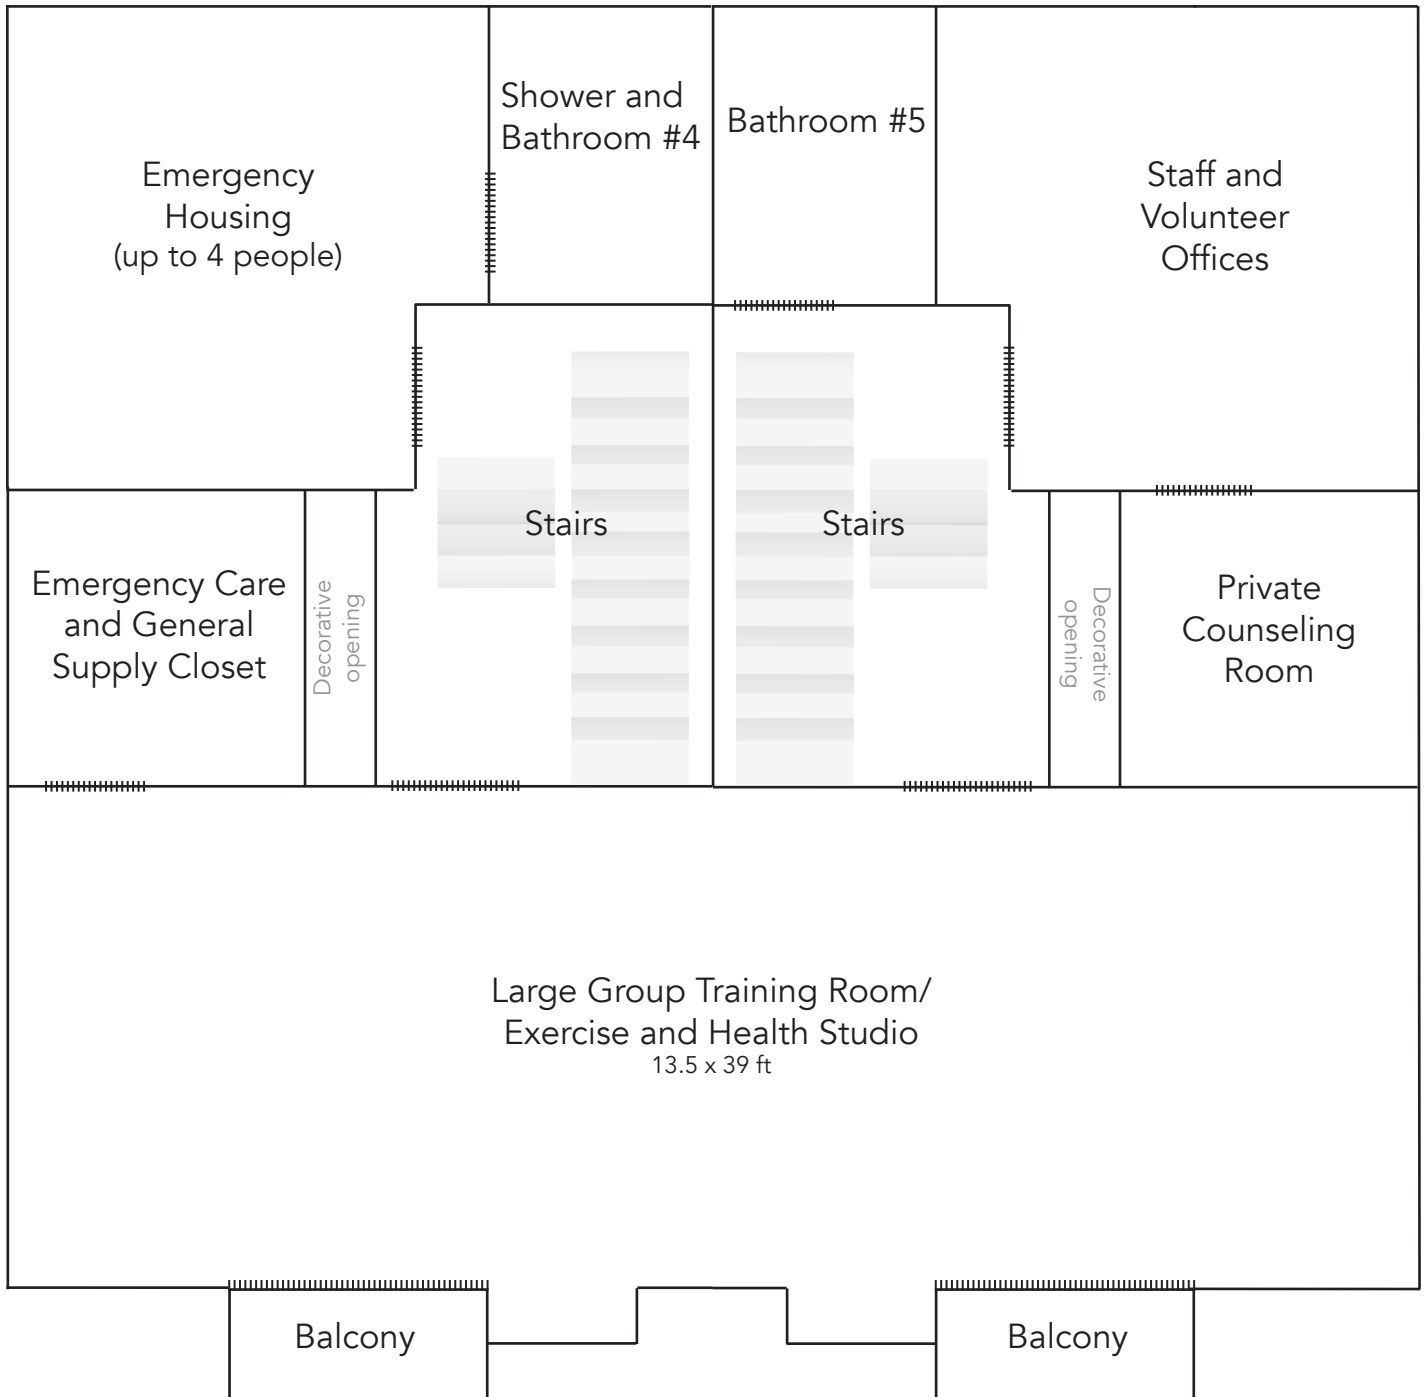 Shower and
Bathroom #4
Bathroom #5
Emergency
Housing
(up to 4 people)
Staff and
Volunteer
Offices
Stairs
Stairs
Emergency Care
and General
Supply Closet
Decorative
opening
Decorative
opening
Private
Counseling
Room
Large Group Training Room/
Exercise and Health Studio
13.5 x 39 ft
Balcony
Balcony